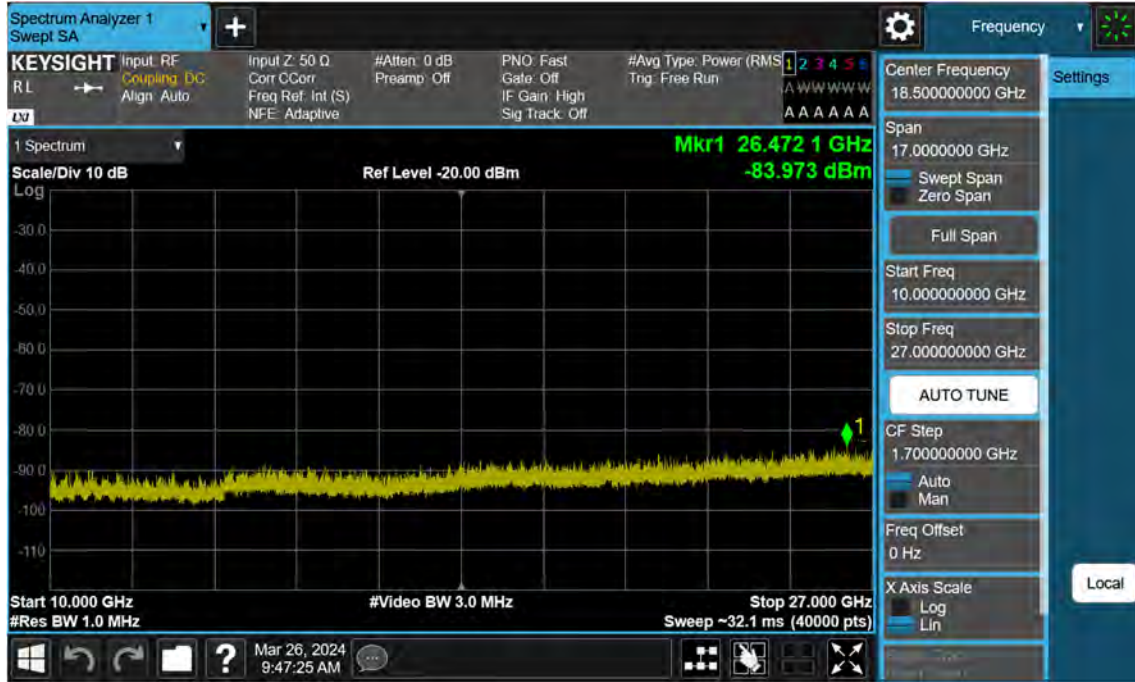 Spectrum Analyzer 1
Swept SA
Frequency
KEYSIGHT
R L
LXI
Input: RF
Coupling: DC
Align: Auto
Input Z: 50 Ω
Corr CCorr
Freq Ref: Int (S)
NFE: Adaptive
#Atten: 0 dB
Preamp: Off
PNO: Fast
Gate: Off
IF Gain: High
Sig Track: Off
#Avg Type: Power (RMS
Trig: Free Run
1 2 3 4 5 6
A W W W W W
A A A A A A
1 Spectrum
Scale/Div 10 dB
Log
Ref Level -20.00 dBm
Mkr1 26.472 1 GHz
-83.973 dBm
-30.0
-40.0
-50.0
-60.0
-70.0
-80.0
-90.0
-100
-110
1
Start 10.000 GHz
#Res BW 1.0 MHz
#Video BW 3.0 MHz
Stop 27.000 GHz
Sweep ~32.1 ms (40000 pts)
Center Frequency
18.500000000 GHz
Span
17.0000000 GHz
Swept Span
Zero Span
Full Span
Start Freq
10.000000000 GHz
Stop Freq
27.000000000 GHz
AUTO TUNE
CF Step
1.700000000 GHz
Auto
Man
Freq Offset
0 Hz
X Axis Scale
Log
Lin
Settings
Local
?
Mar 26, 2024
9:47:25 AM